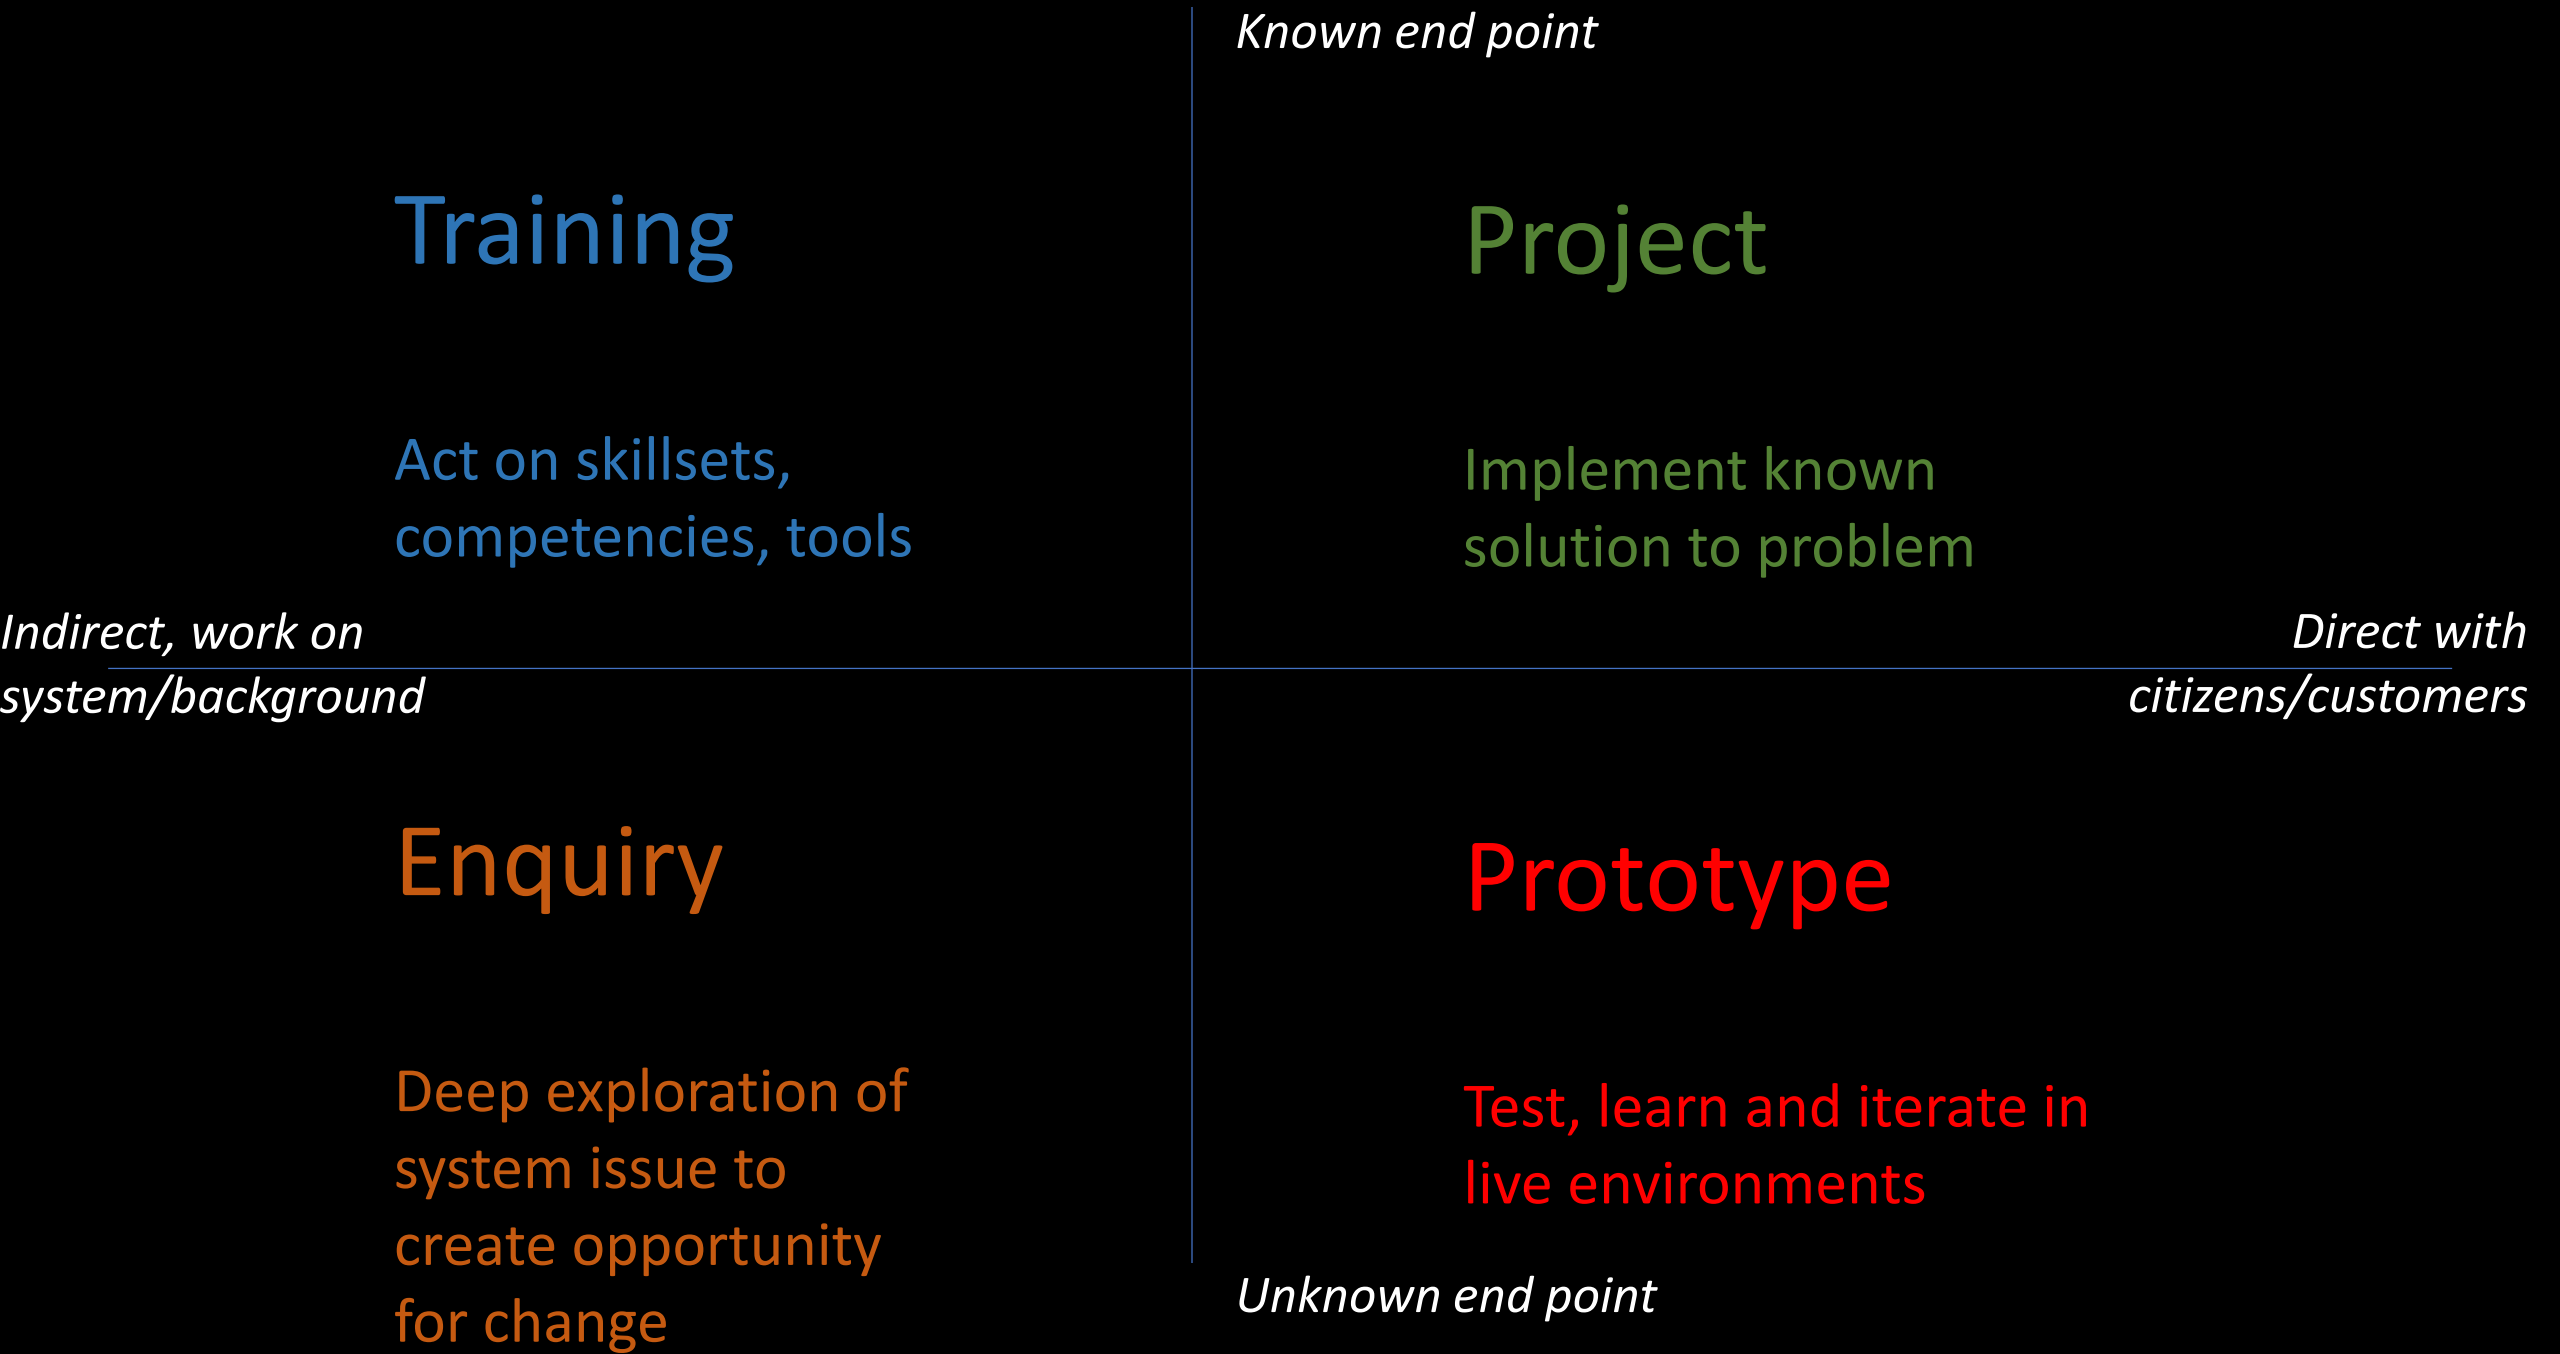 Known end point
Training
Project
Act on skillsets,
competencies, tools
Implement known
solution to problem
Indirect, work on
system/background
Direct with
citizens/customers
Enquiry
Prototype
Deep exploration of
system issue to
create opportunity
for change
Test, learn and iterate in
live environments
Unknown end point